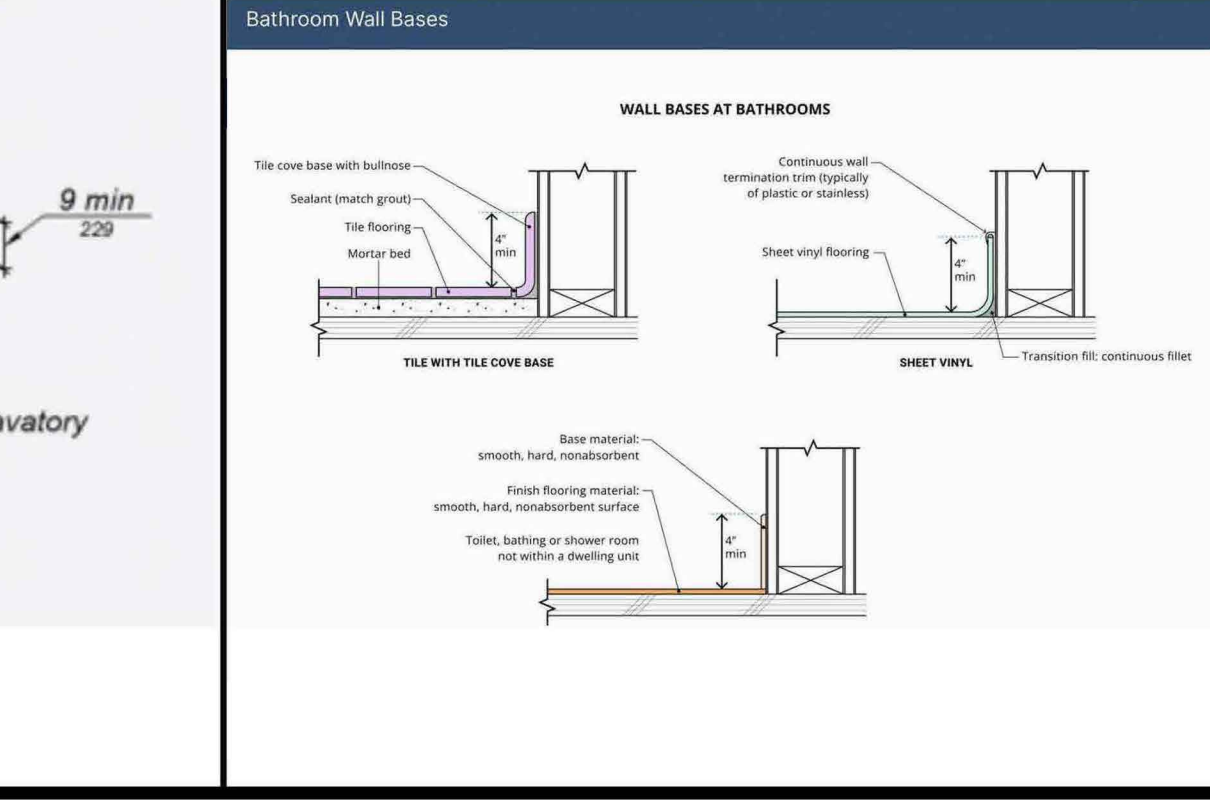 9 min
229
Bathroom Wall Bases
WALL BASES AT BATHROOMS
Tile cove base with bullnose
Sealant (match grout)
Tile flooring
Mortar bed
4"
min
TILE WITH TILE COVE BASE
Continuous wall
termination trim (typically
of plastic or stainless)
Sheet vinyl flooring
4"
min
SHEET VINYL
Transition fill: continuous fillet
Base material:
smooth, hard, nonabsorbent
Finish flooring material:
smooth, hard, nonabsorbent surface
Toilet, bathing or shower room
not within a dwelling unit
4"
min
avatory